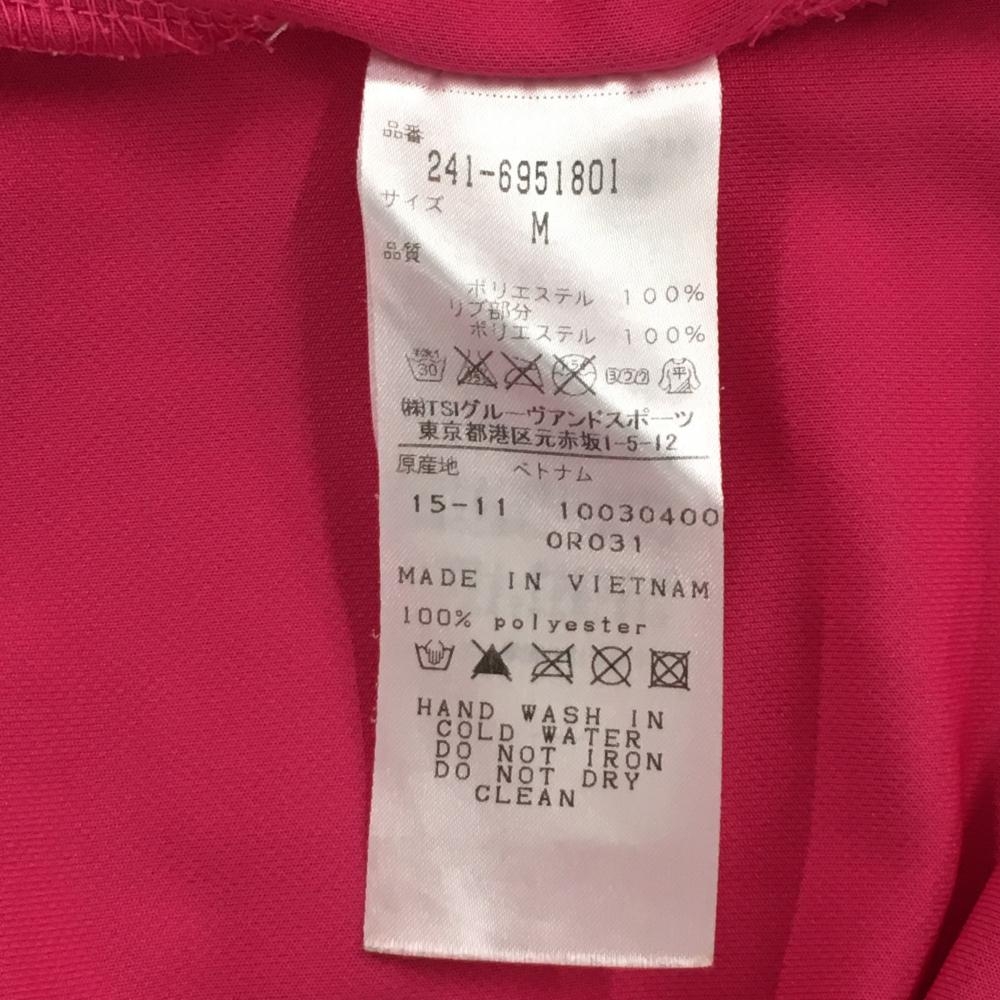 品番
241-6951801
サイズ
M
品質
ポリエステル 100%
リブ部分
ポリエステル 100%
30 平
(株)TSIグルーヴアンドスポーツ
東京都港区元赤坂1-5-12
原産地 ベトナム
15-11 10030400
0R031
MADE IN VIETNAM
100% polyester
HAND WASH IN
COLD WATER
DO NOT IRON
DO NOT DRY
CLEAN